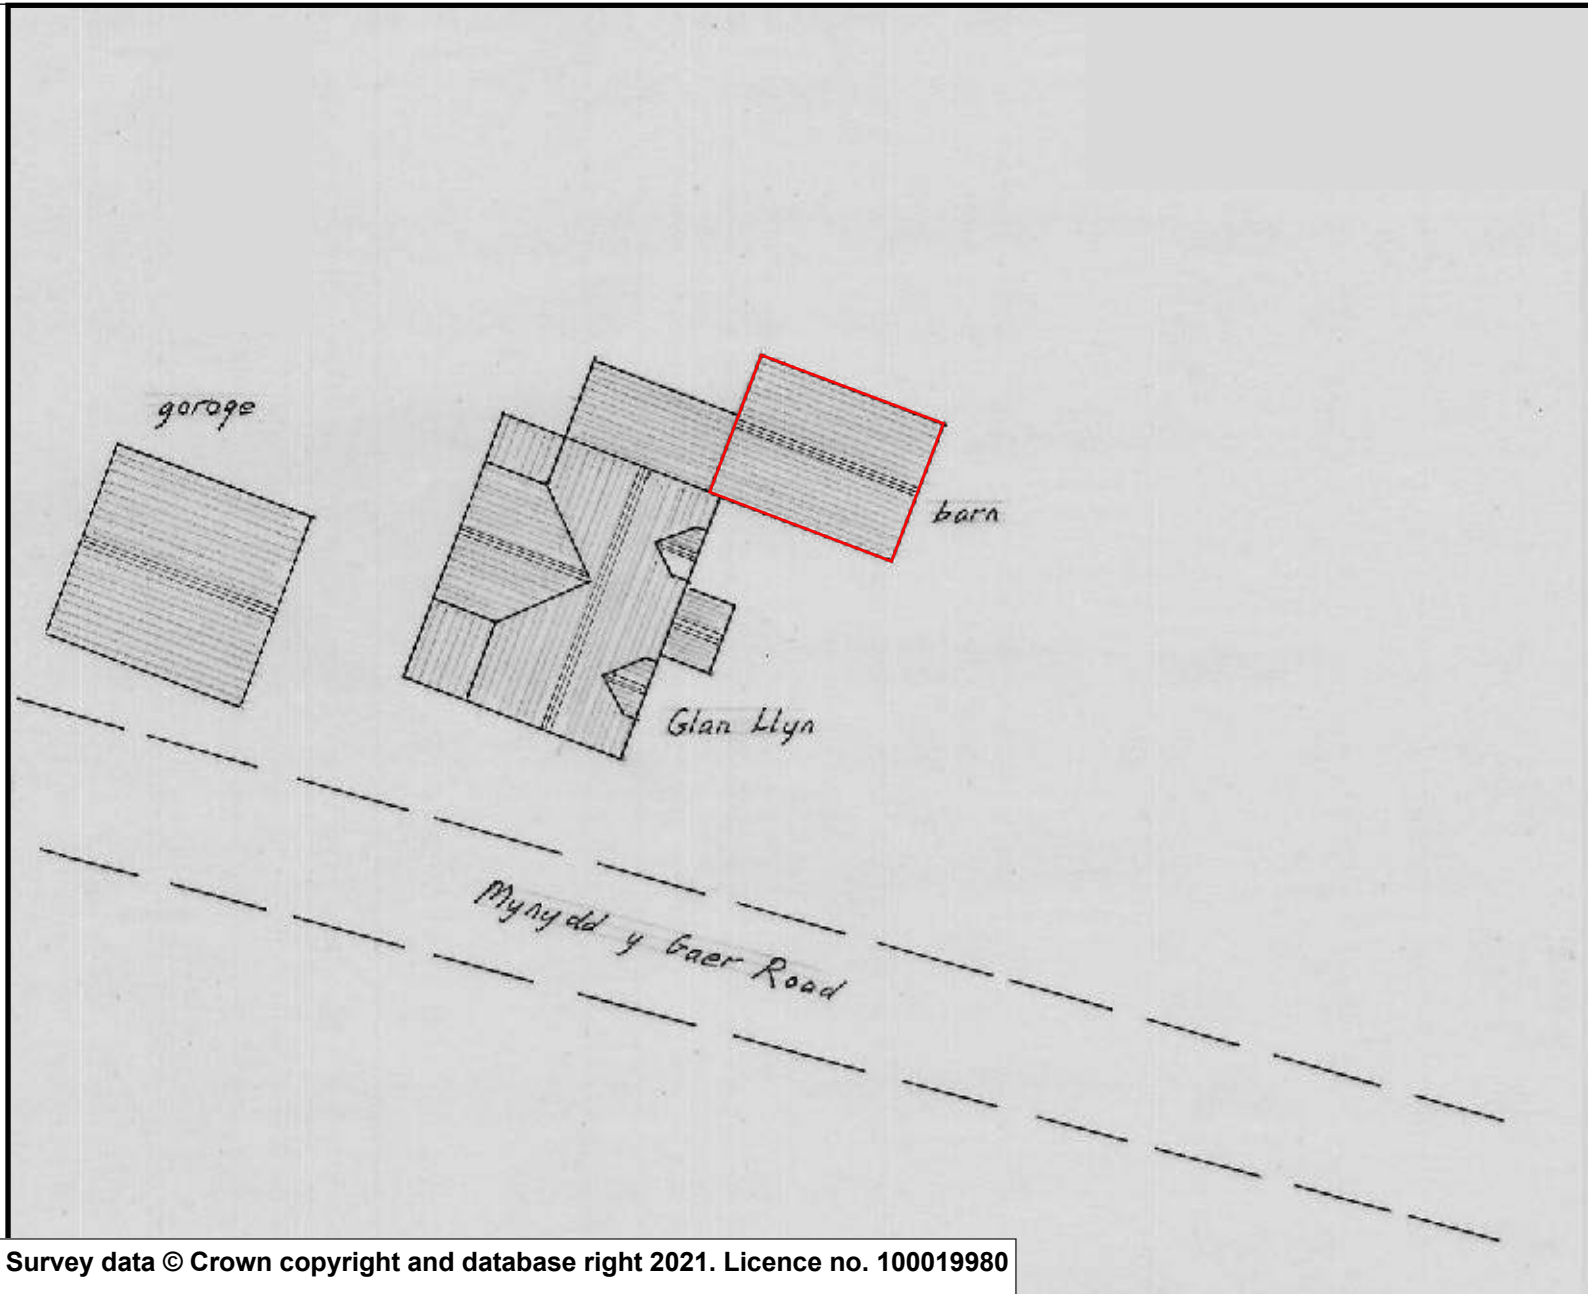 garage
barn
Glan Llyn
Mynydd y Gaer Road
Survey data © Crown copyright and database right 2021. Licence no. 100019980